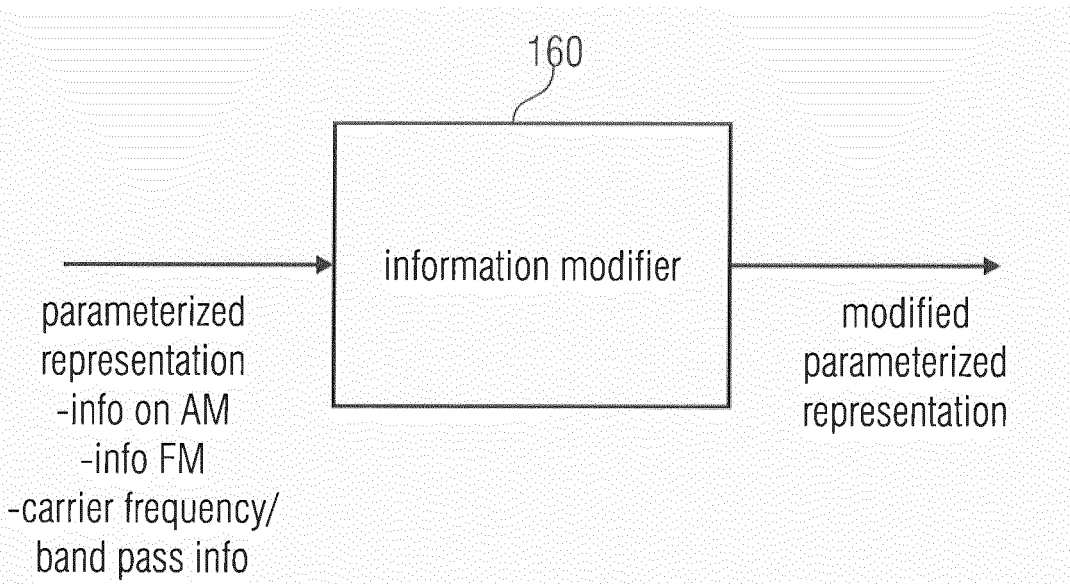 160
information modifier
parameterized
representation
-info on AM
-info FM
-carrier frequency/
band pass info
modified
parameterized
representation